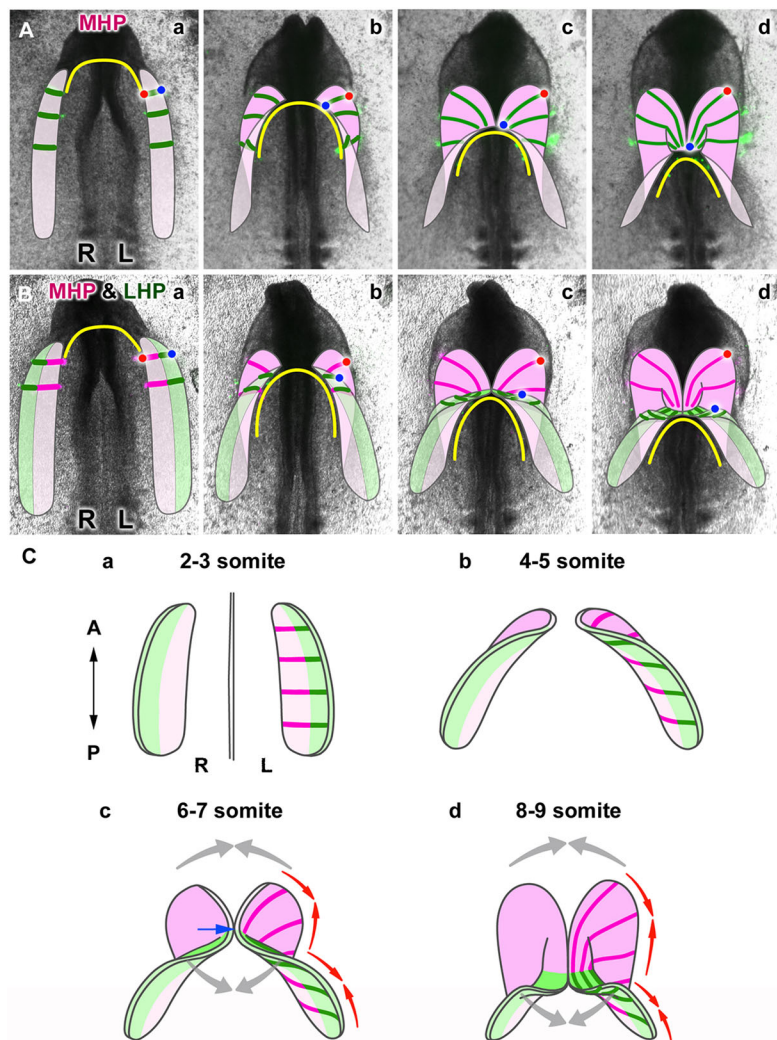 A MHP a
b
c
d
R L
B MHP & LHP a
b
c
d
R L
C a 2-3 somite
b 4-5 somite
A
P
R L
c 6-7 somite
d 8-9 somite